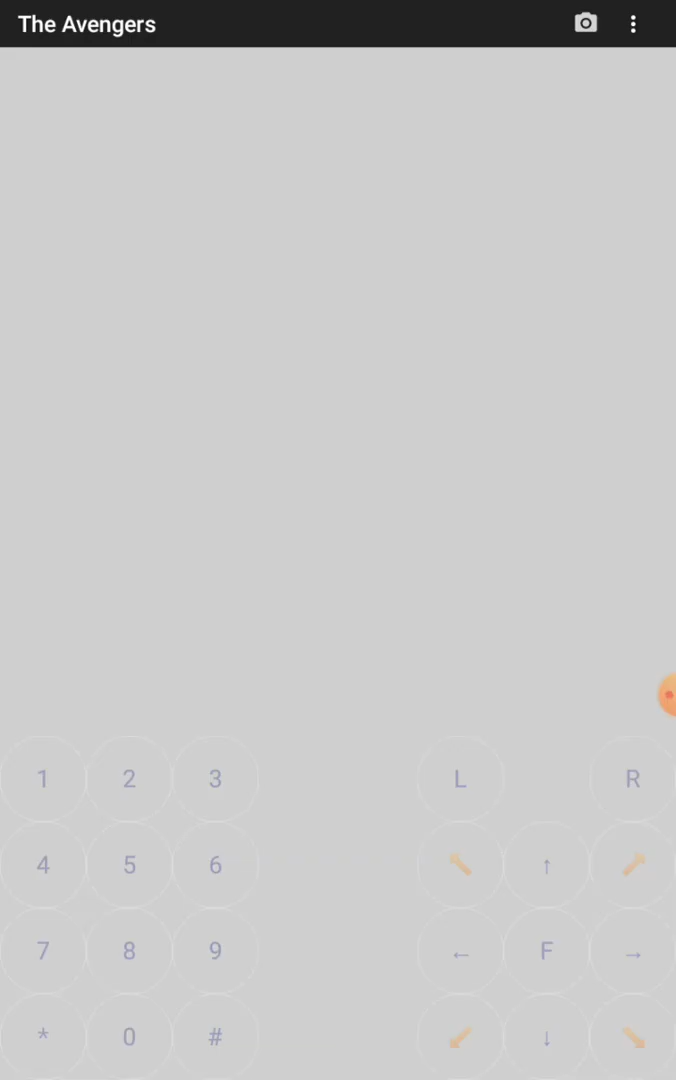 The Avengers
1 2 3 L R
4 5 6 ↖ ↑ ↗
7 8 9 ← F →
* 0 # ↙ ↓ ↘